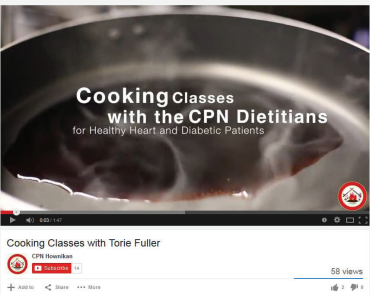 Cooking Classes
with the CPN Dietitians
for Healthy Heart and Diabetic Patients
0:03 / 1:47
Cooking Classes with Torie Fuller
CPN Hownikan
Subscribe 14
58 views
Add to Share More
2 0